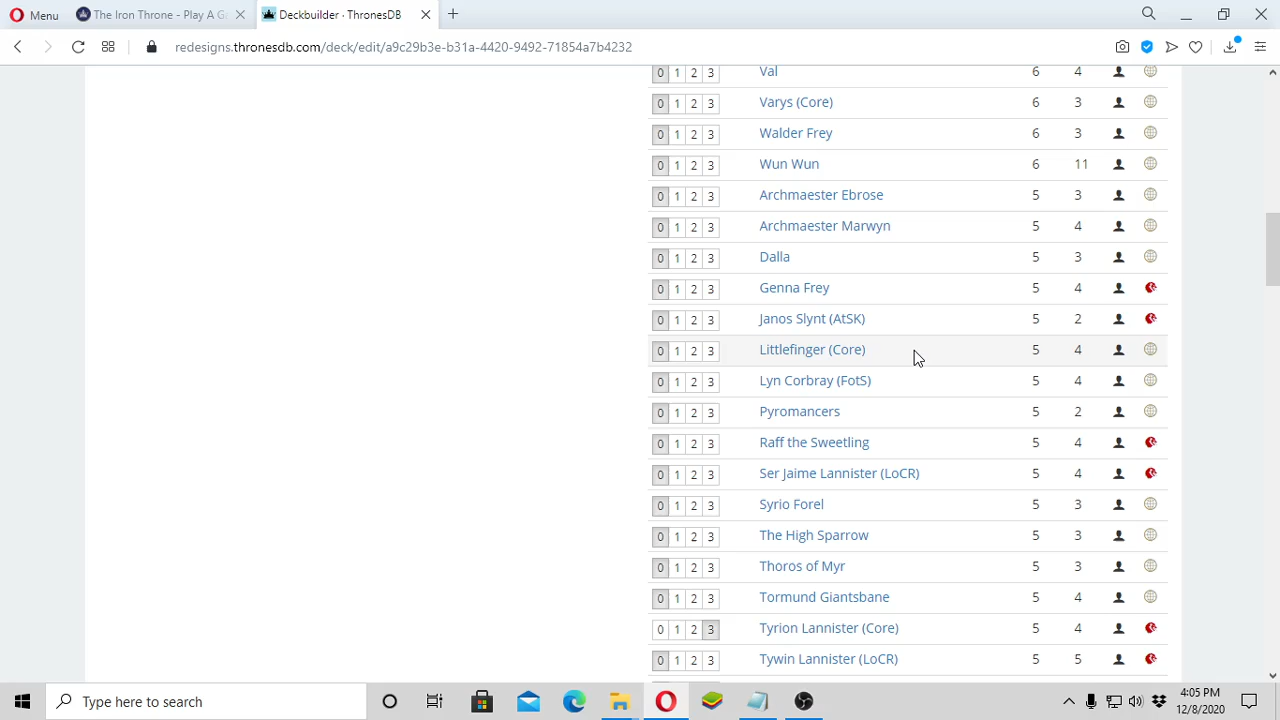 Menu
The Iron Throne - Play A G
Deckbuilder · ThronesDB
redesigns.thronesdb.com/deck/edit/a9c29b3e-b31a-4420-9492-71854a7b4232
0 1 2 3 Val 6 4
0 1 2 3 Varys (Core) 6 3
0 1 2 3 Walder Frey 6 3
0 1 2 3 Wun Wun 6 11
0 1 2 3 Archmaester Ebrose 5 3
0 1 2 3 Archmaester Marwyn 5 4
0 1 2 3 Dalla 5 3
0 1 2 3 Genna Frey 5 4
0 1 2 3 Janos Slynt (AtSK) 5 2
0 1 2 3 Littlefinger (Core) 5 4
0 1 2 3 Lyn Corbray (FotS) 5 4
0 1 2 3 Pyromancers 5 2
0 1 2 3 Raff the Sweetling 5 4
0 1 2 3 Ser Jaime Lannister (LoCR) 5 4
0 1 2 3 Syrio Forel 5 3
0 1 2 3 The High Sparrow 5 3
0 1 2 3 Thoros of Myr 5 3
0 1 2 3 Tormund Giantsbane 5 4
0 1 2 3 Tyrion Lannister (Core) 5 4
0 1 2 3 Tywin Lannister (LoCR) 5 5
Type here to search
4:05 PM
12/8/2020